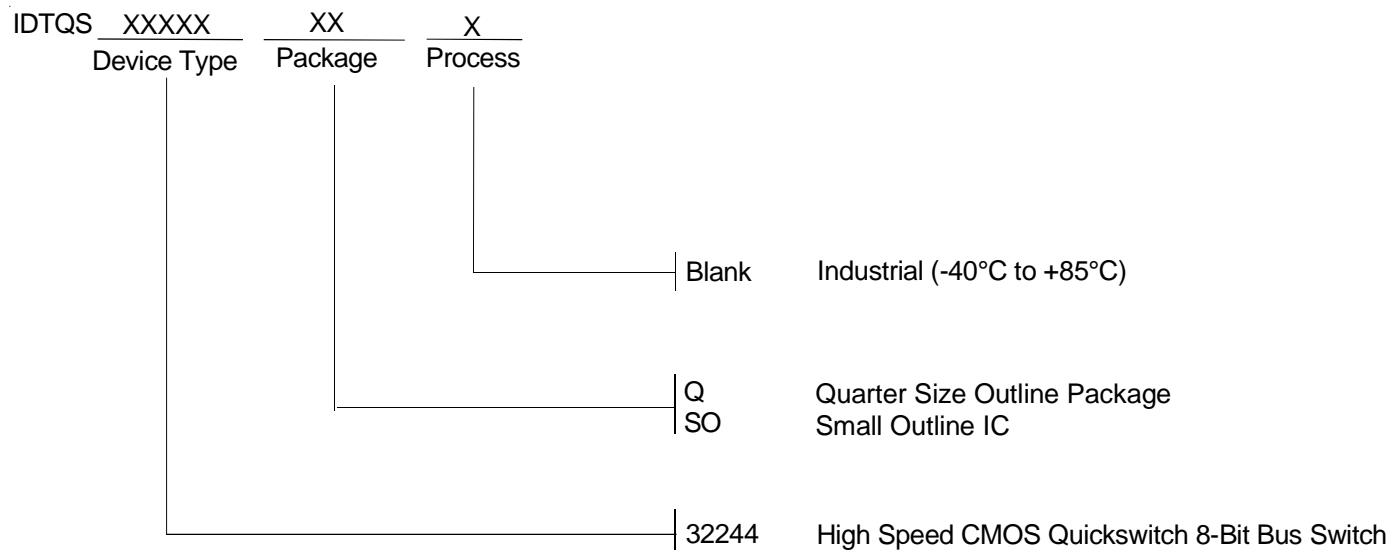 IDTQS XXXXX XX X
Device Type Package Process
Blank Industrial (-40°C to +85°C)
Q Quarter Size Outline Package
SO Small Outline IC
32244 High Speed CMOS Quickswitch 8-Bit Bus Switch